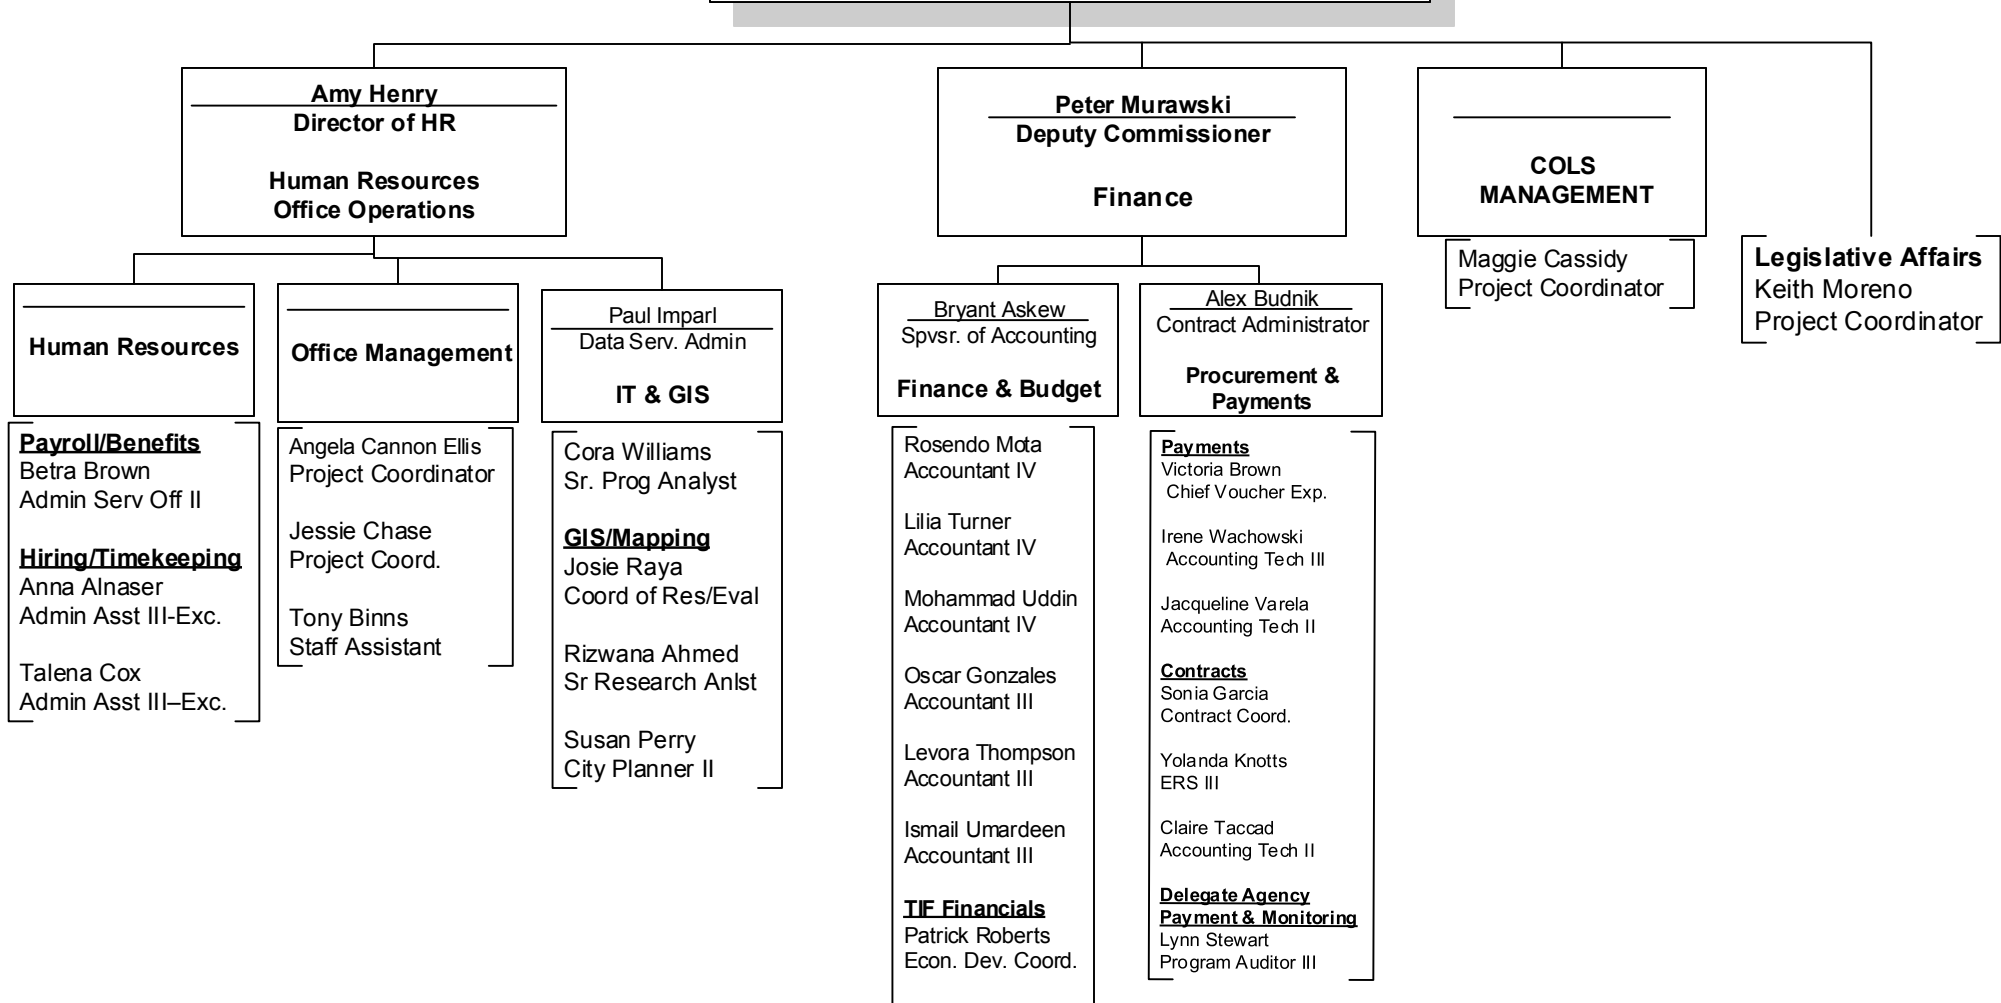 Amy Henry
Director of HR
Human Resources
Office Operations
Peter Murawski
Deputy Commissioner
Finance
COLS
MANAGEMENT
Maggie Cassidy
Project Coordinator
Legislative Affairs
Keith Moreno
Project Coordinator
Human Resources
Payroll/Benefits
Betra Brown
Admin Serv Off II
Hiring/Timekeeping
Anna Alnaser
Admin Asst III-Exc.
Talena Cox
Admin Asst III–Exc.
Office Management
Angela Cannon Ellis
Project Coordinator
Jessie Chase
Project Coord.
Tony Binns
Staff Assistant
Paul Imparl
Data Serv. Admin
IT & GIS
Cora Williams
Sr. Prog Analyst
GIS/Mapping
Josie Raya
Coord of Res/Eval
Rizwana Ahmed
Sr Research Anlst
Susan Perry
City Planner II
Bryant Askew
Spvsr. of Accounting
Finance & Budget
Rosendo Mota
Accountant IV
Lilia Turner
Accountant IV
Mohammad Uddin
Accountant IV
Oscar Gonzales
Accountant III
Levora Thompson
Accountant III
Ismail Umardeen
Accountant III
TIF Financials
Patrick Roberts
Econ. Dev. Coord.
Alex Budnik
Contract Administrator
Procurement &
Payments
Payments
Victoria Brown
Chief Voucher Exp.
Irene Wachowski
Accounting Tech III
Jacqueline Varela
Accounting Tech II
Contracts
Sonia Garcia
Contract Coord.
Yolanda Knotts
ERS III
Claire Taccad
Accounting Tech II
Delegate Agency
Payment & Monitoring
Lynn Stewart
Program Auditor III